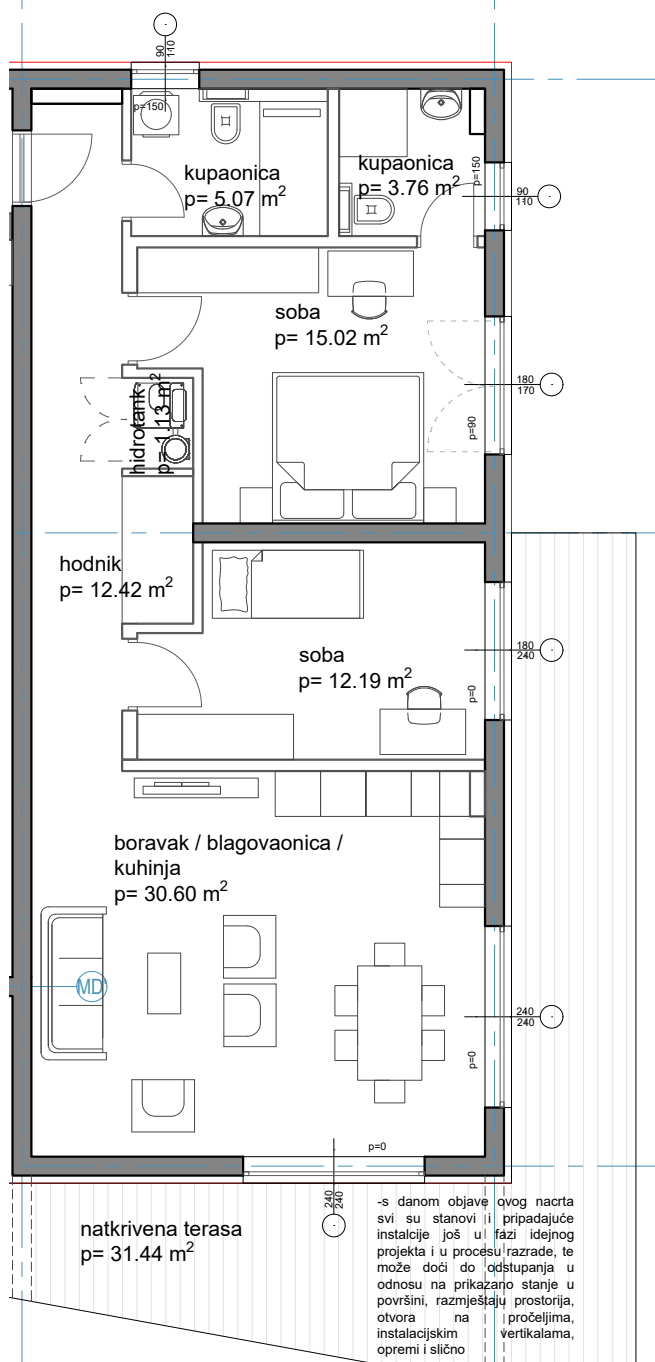 90
110
p=150
kupaonica
p= 5.07 m²
kupaonica
p= 3.76 m²
p=150
90
110
soba
p= 15.02 m²
180
170
p=90
hidrotank
p= 1.13 m²
hodnik
p= 12.42 m²
soba
p= 12.19 m²
180
240
p=0
boravak / blagovaonica /
kuhinja
p= 30.60 m²
MD
240
240
p=0
p=0
240
240
natkrivena terasa
p= 31.44 m²
-s danom objave ovog nacrta
svi su stanovi i pripadajuće
instalcije još u fazi idejnog
projekta i u procesu razrade, te
može doći do odstupanja u
odnosu na prikazano stanje u
površini, razmještaju prostorija,
otvora na pročeljima,
instalacijskim vertikalama,
opremi i slično